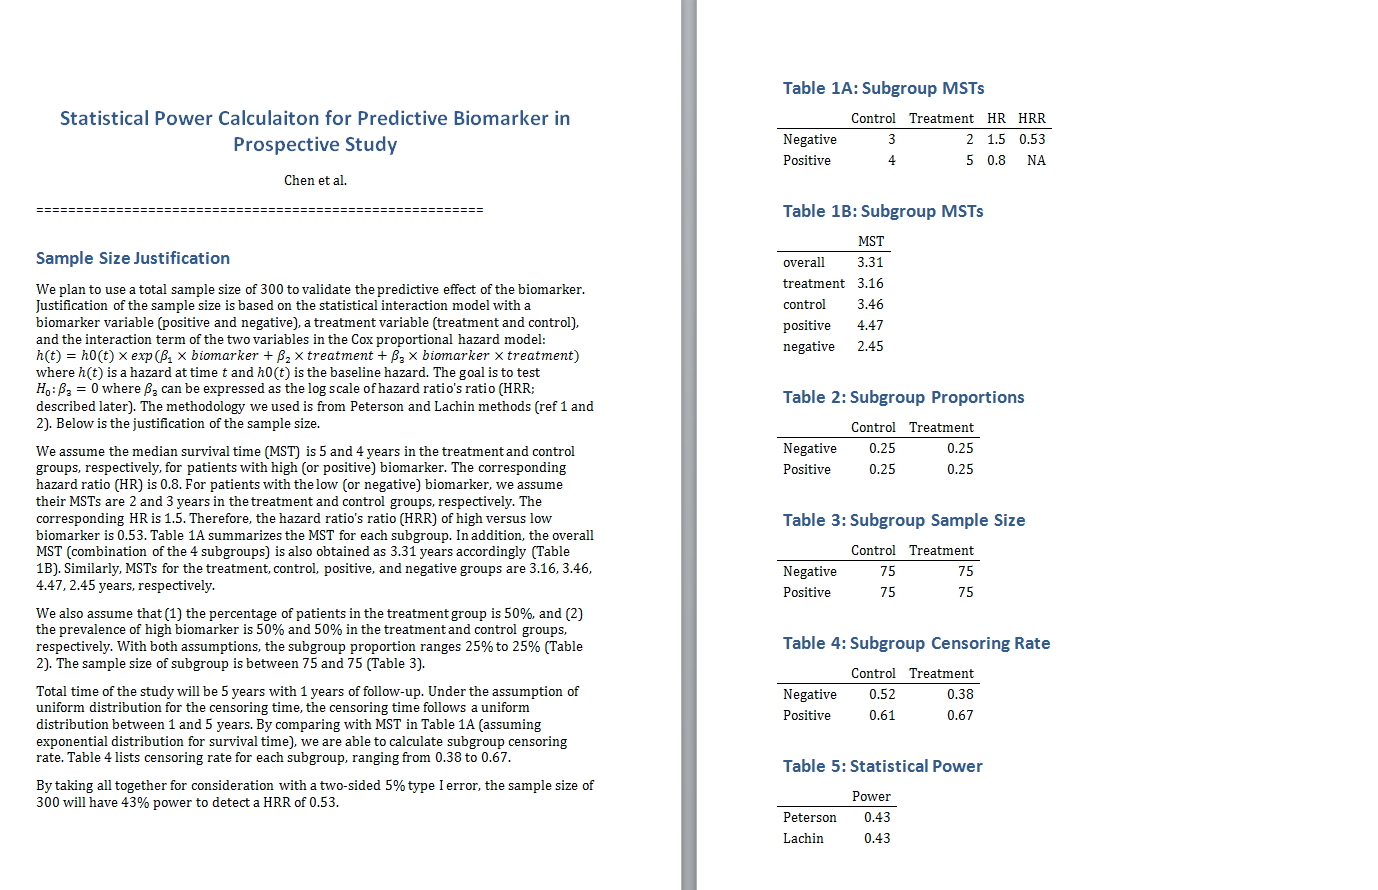 Statistical Power Calculaiton for Predictive Biomarker in
Prospective Study
Chen et al.
========================================================
Sample Size Justification
We plan to use a total sample size of 300 to validate the predictive effect of the biomarker.
Justification of the sample size is based on the statistical interaction model with a
biomarker variable (positive and negative), a treatment variable (treatment and control),
and the interaction term of the two variables in the Cox proportional hazard model:
h(t) = h0(t) × exp(β₁ × biomarker + β₂ × treatment + β₃ × biomarker × treatment)
where h(t) is a hazard at time t and h0(t) is the baseline hazard. The goal is to test
H₀: β₃ = 0 where β₃ can be expressed as the log scale of hazard ratio's ratio (HRR;
described later). The methodology we used is from Peterson and Lachin methods (ref 1 and
2). Below is the justification of the sample size.
We assume the median survival time (MST) is 5 and 4 years in the treatment and control
groups, respectively, for patients with high (or positive) biomarker. The corresponding
hazard ratio (HR) is 0.8. For patients with the low (or negative) biomarker, we assume
their MSTs are 2 and 3 years in the treatment and control groups, respectively. The
corresponding HR is 1.5. Therefore, the hazard ratio's ratio (HRR) of high versus low
biomarker is 0.53. Table 1A summarizes the MST for each subgroup. In addition, the overall
MST (combination of the 4 subgroups) is also obtained as 3.31 years accordingly (Table
1B). Similarly, MSTs for the treatment, control, positive, and negative groups are 3.16, 3.46,
4.47, 2.45 years, respectively.
We also assume that (1) the percentage of patients in the treatment group is 50%, and (2)
the prevalence of high biomarker is 50% and 50% in the treatment and control groups,
respectively. With both assumptions, the subgroup proportion ranges 25% to 25% (Table
2). The sample size of subgroup is between 75 and 75 (Table 3).
Total time of the study will be 5 years with 1 years of follow-up. Under the assumption of
uniform distribution for the censoring time, the censoring time follows a uniform
distribution between 1 and 5 years. By comparing with MST in Table 1A (assuming
exponential distribution for survival time), we are able to calculate subgroup censoring
rate. Table 4 lists censoring rate for each subgroup, ranging from 0.38 to 0.67.
By taking all together for consideration with a two-sided 5% type I error, the sample size of
300 will have 43% power to detect a HRR of 0.53.
Table 1A: Subgroup MSTs
Control Treatment HR HRR
Negative 3 2 1.5 0.53
Positive 4 5 0.8 NA
Table 1B: Subgroup MSTs
MST
overall 3.31
treatment 3.16
control 3.46
positive 4.47
negative 2.45
Table 2: Subgroup Proportions
Control Treatment
Negative 0.25 0.25
Positive 0.25 0.25
Table 3: Subgroup Sample Size
Control Treatment
Negative 75 75
Positive 75 75
Table 4: Subgroup Censoring Rate
Control Treatment
Negative 0.52 0.38
Positive 0.61 0.67
Table 5: Statistical Power
Power
Peterson 0.43
Lachin 0.43